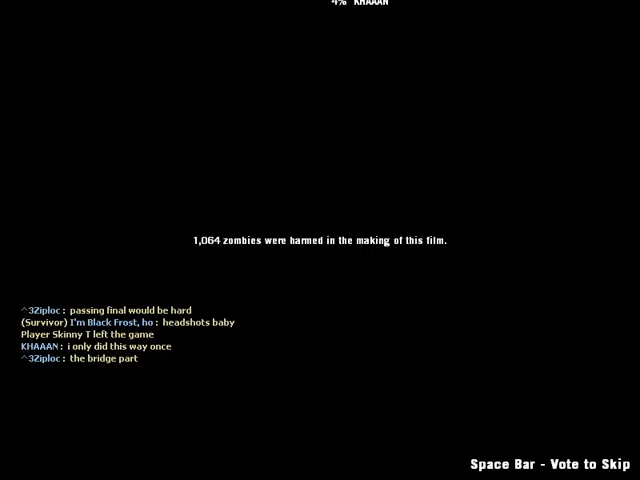 4% KHAAAN
1,064 zombies were harmed in the making of this film.
^3Ziploc : passing final would be hard
(Survivor) I'm Black Frost, ho : headshots baby
Player Skinny T left the game
KHAAAN : i only did this way once
^3Ziploc : the bridge part
Space Bar - Vote to Skip